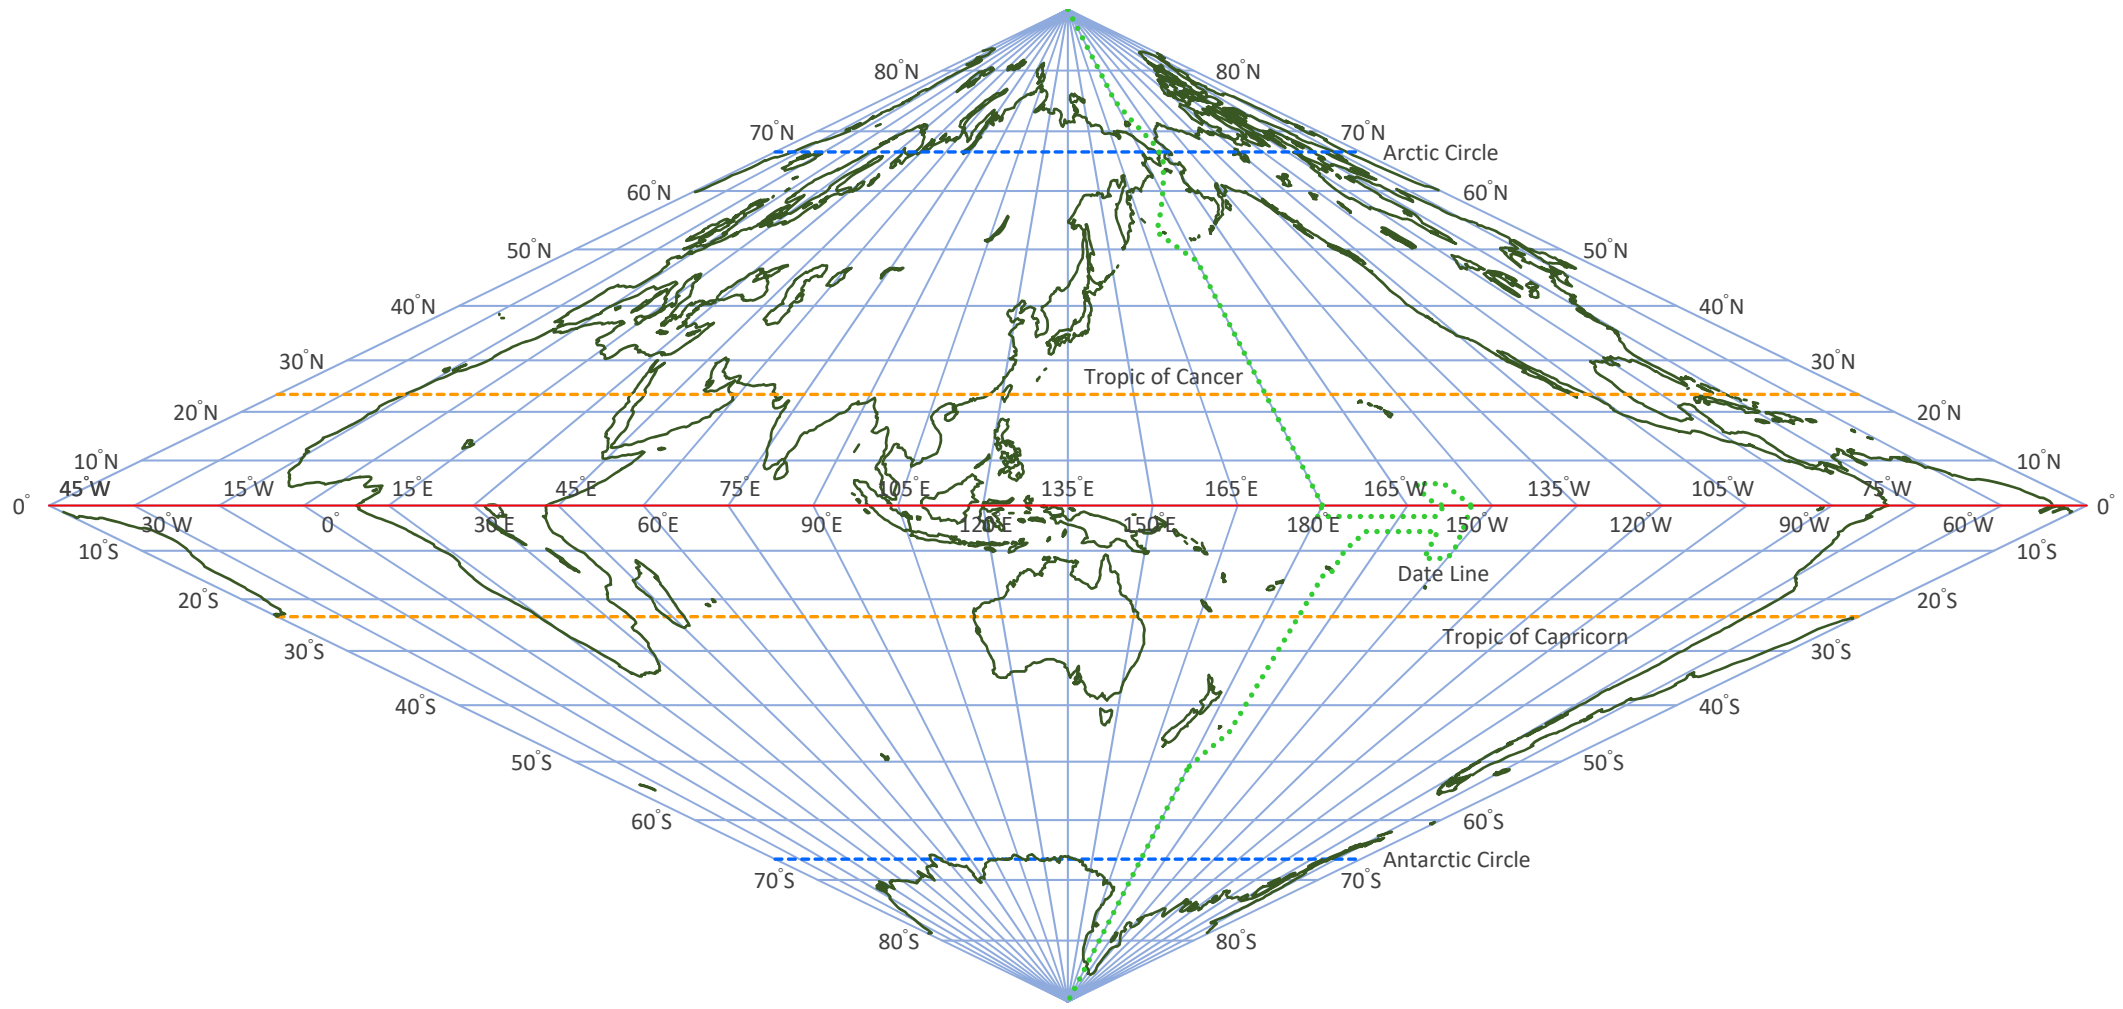 80°N 80°N
70°N 70°N
Arctic Circle
60°N 60°N
50°N 50°N
40°N 40°N
30°N 30°N
Tropic of Cancer
20°N 20°N
10°N 10°N
45°W 15°W 15°E 45°E 75°E 105°E 135°E 165°E 165°W 135°W 105°W 75°W
0° 0°
30°W 0° 30°E 60°E 90°E 120°E 150°E 180°E 150°W 120°W 90°W 60°W
10°S 10°S
Date Line
20°S 20°S
Tropic of Capricorn
30°S 30°S
40°S 40°S
50°S 50°S
60°S 60°S
Antarctic Circle
70°S 70°S
80°S 80°S